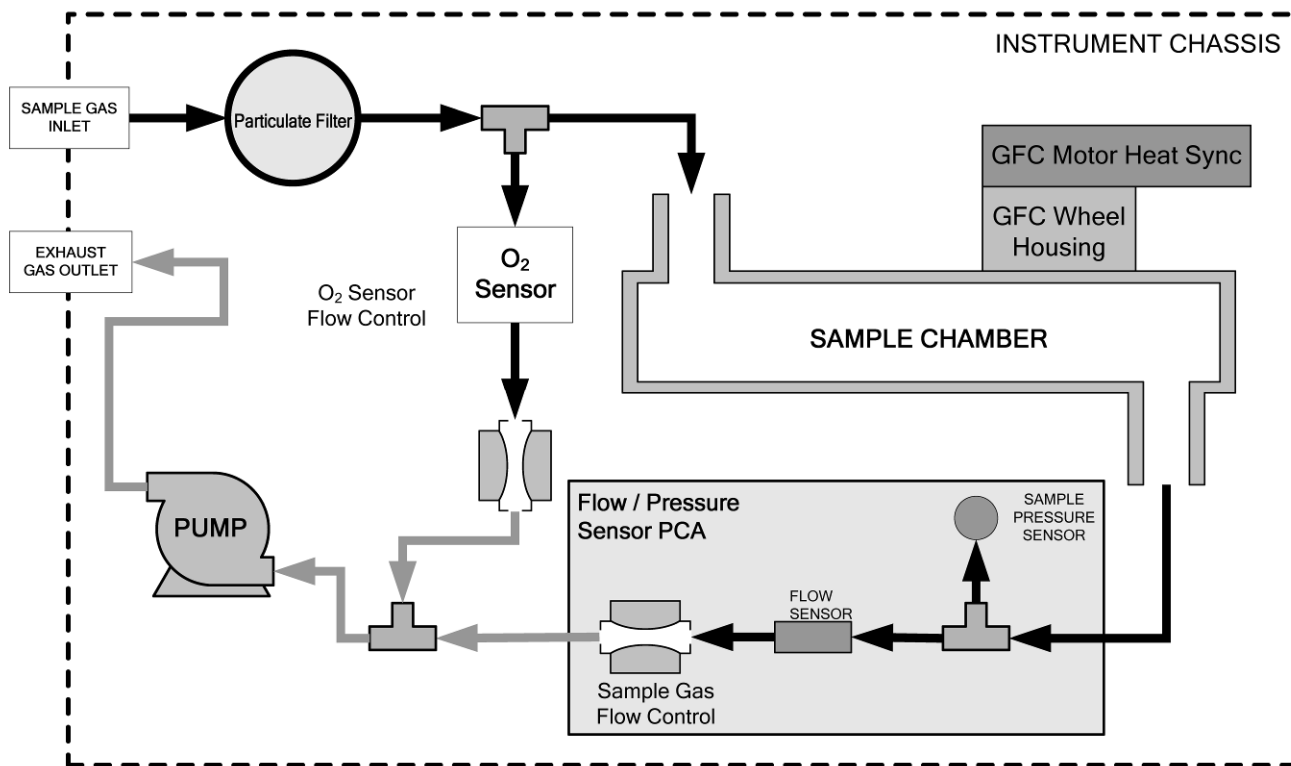 INSTRUMENT CHASSIS
SAMPLE GAS
INLET
Particulate Filter
GFC Motor Heat Sync
GFC Wheel
Housing
EXHAUST
GAS OUTLET
O₂
Sensor
O₂ Sensor
Flow Control
SAMPLE CHAMBER
PUMP
Flow / Pressure
Sensor PCA
SAMPLE
PRESSURE
SENSOR
FLOW
SENSOR
Sample Gas
Flow Control